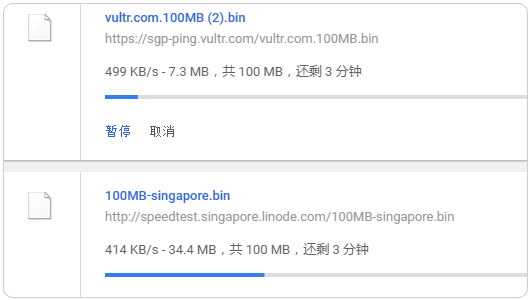 vultr.com.100MB (2).bin
https://sgp-ping.vultr.com/vultr.com.100MB.bin
499 KB/s - 7.3 MB，共 100 MB，还剩 3 分钟
暂停 取消
100MB-singapore.bin
http://speedtest.singapore.linode.com/100MB-singapore.bin
414 KB/s - 34.4 MB，共 100 MB，还剩 3 分钟